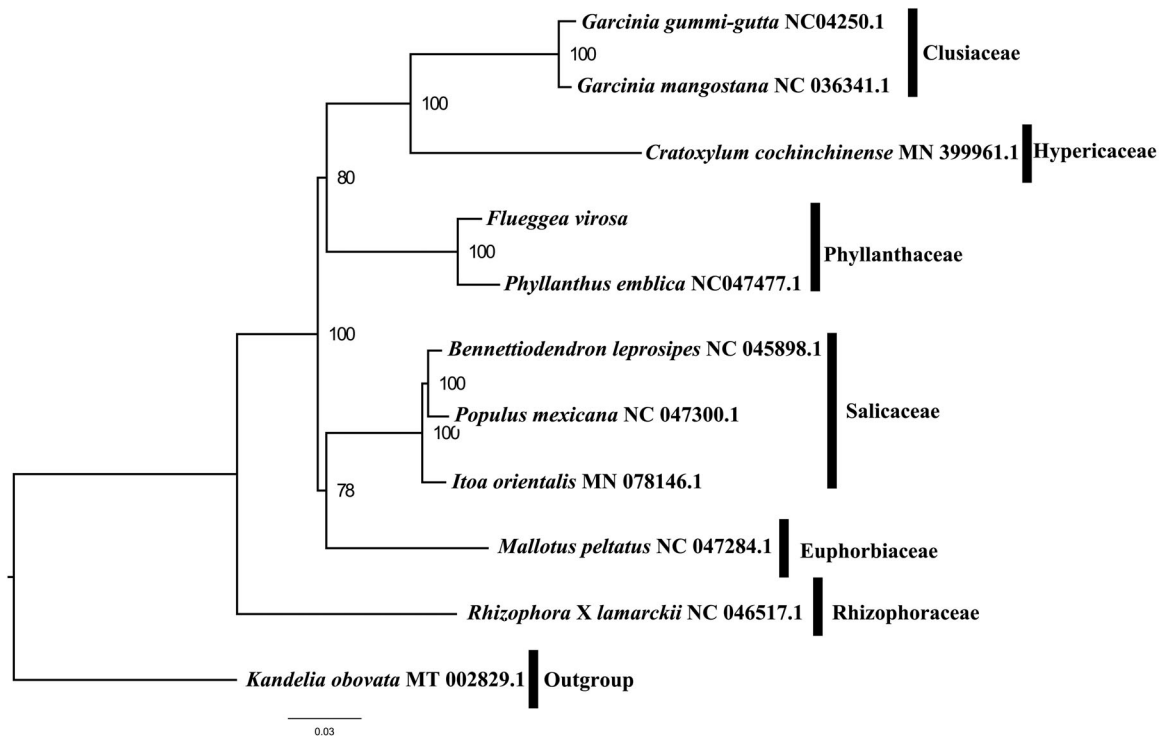 Garcinia gummi-gutta NC04250.1
100
Clusiaceae
Garcinia mangostana NC 036341.1
100
Cratoxylum cochinchinense MN 399961.1
Hypericaceae
80
Flueggea virosa
100
Phyllanthaceae
Phyllanthus emblica NC047477.1
100
Bennettiodendron leprosipes NC 045898.1
100
Populus mexicana NC 047300.1
Salicaceae
100
Itoa orientalis MN 078146.1
78
Mallotus peltatus NC 047284.1
Euphorbiaceae
Rhizophora X lamarckii NC 046517.1
Rhizophoraceae
Kandelia obovata MT 002829.1
Outgroup
0.03